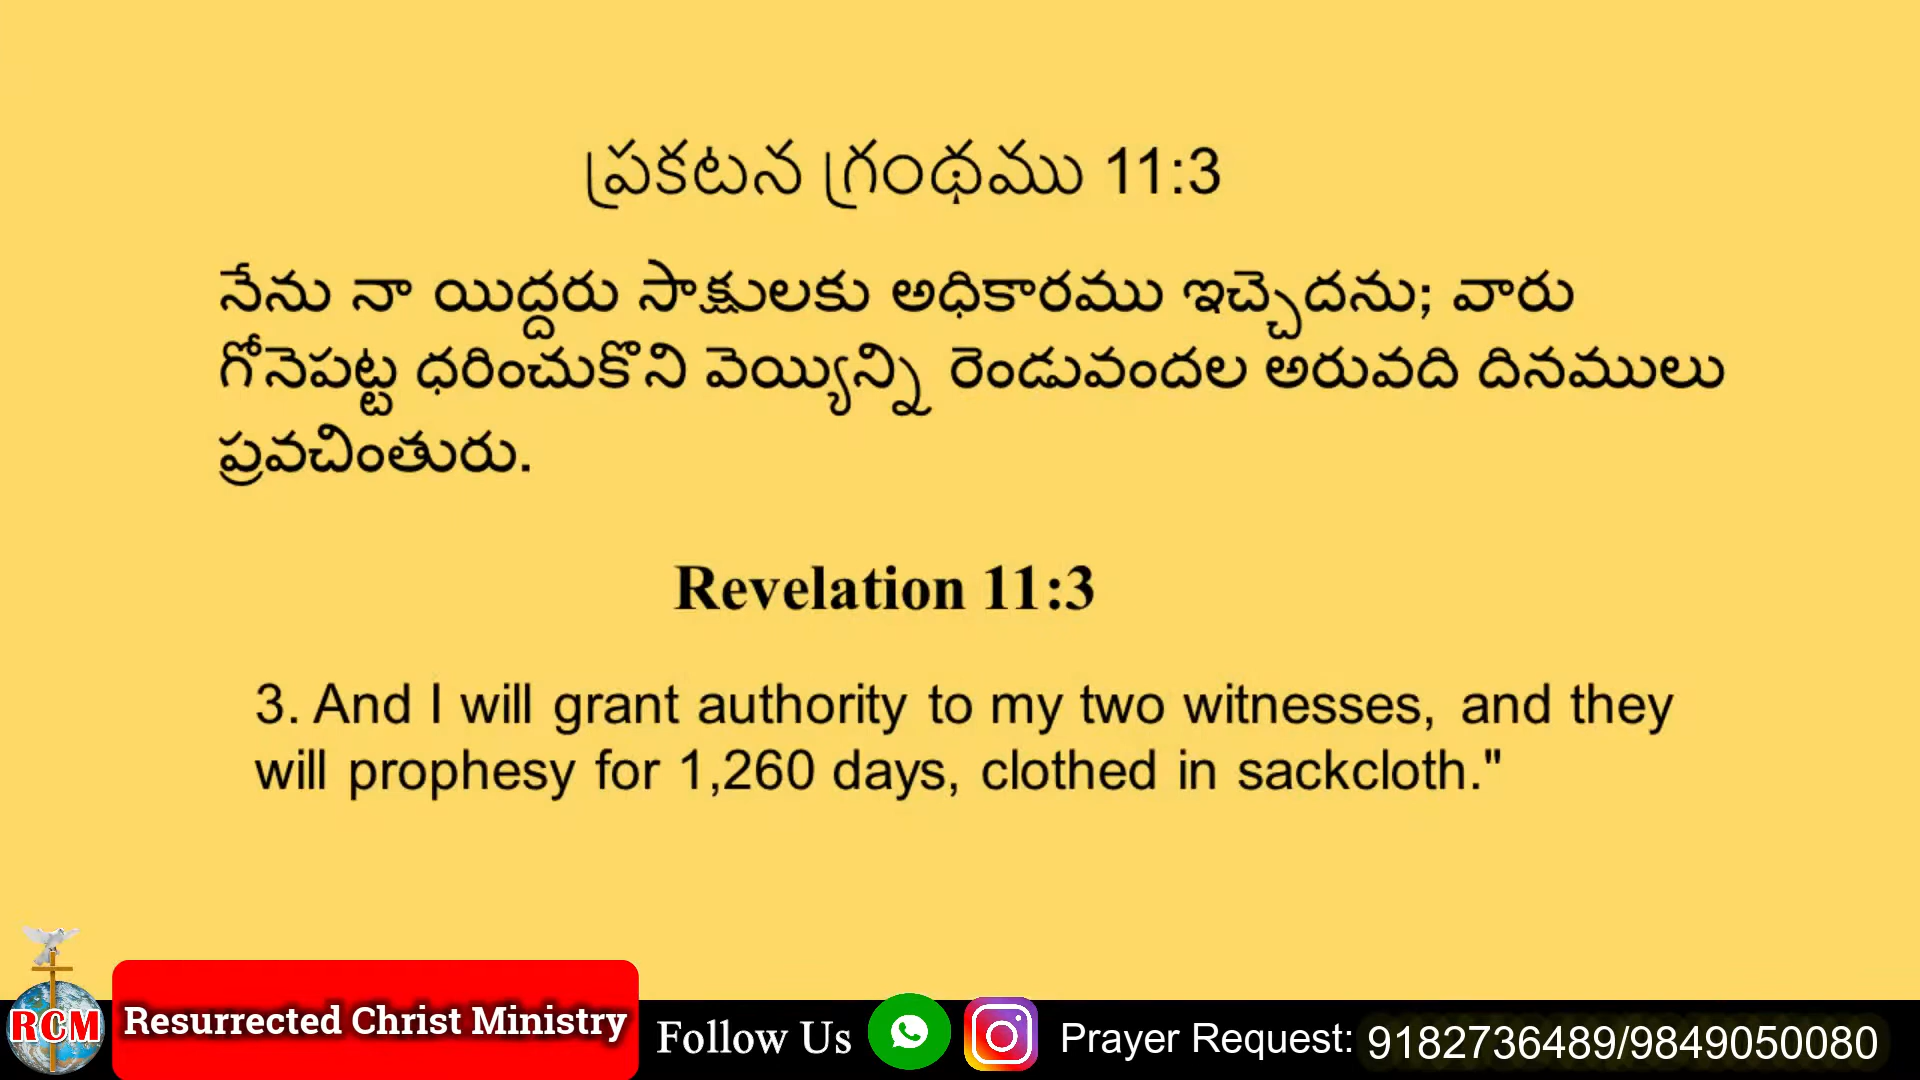 ప్రకటన గ్రంథము 11:3
నేను నా యిద్దరు సాక్షులకు అధికారము ఇచ్చెదను; వారు
గోనెపట్ట ధరించుకొని వెయ్యిన్ని రెండువందల అరువది దినములు
ప్రవచింతురు.
Revelation 11:3
3. And I will grant authority to my two witnesses, and they
will prophesy for 1,260 days, clothed in sackcloth."
RCM
Resurrected Christ Ministry
Follow Us
Prayer Request: 9182736489/9849050080